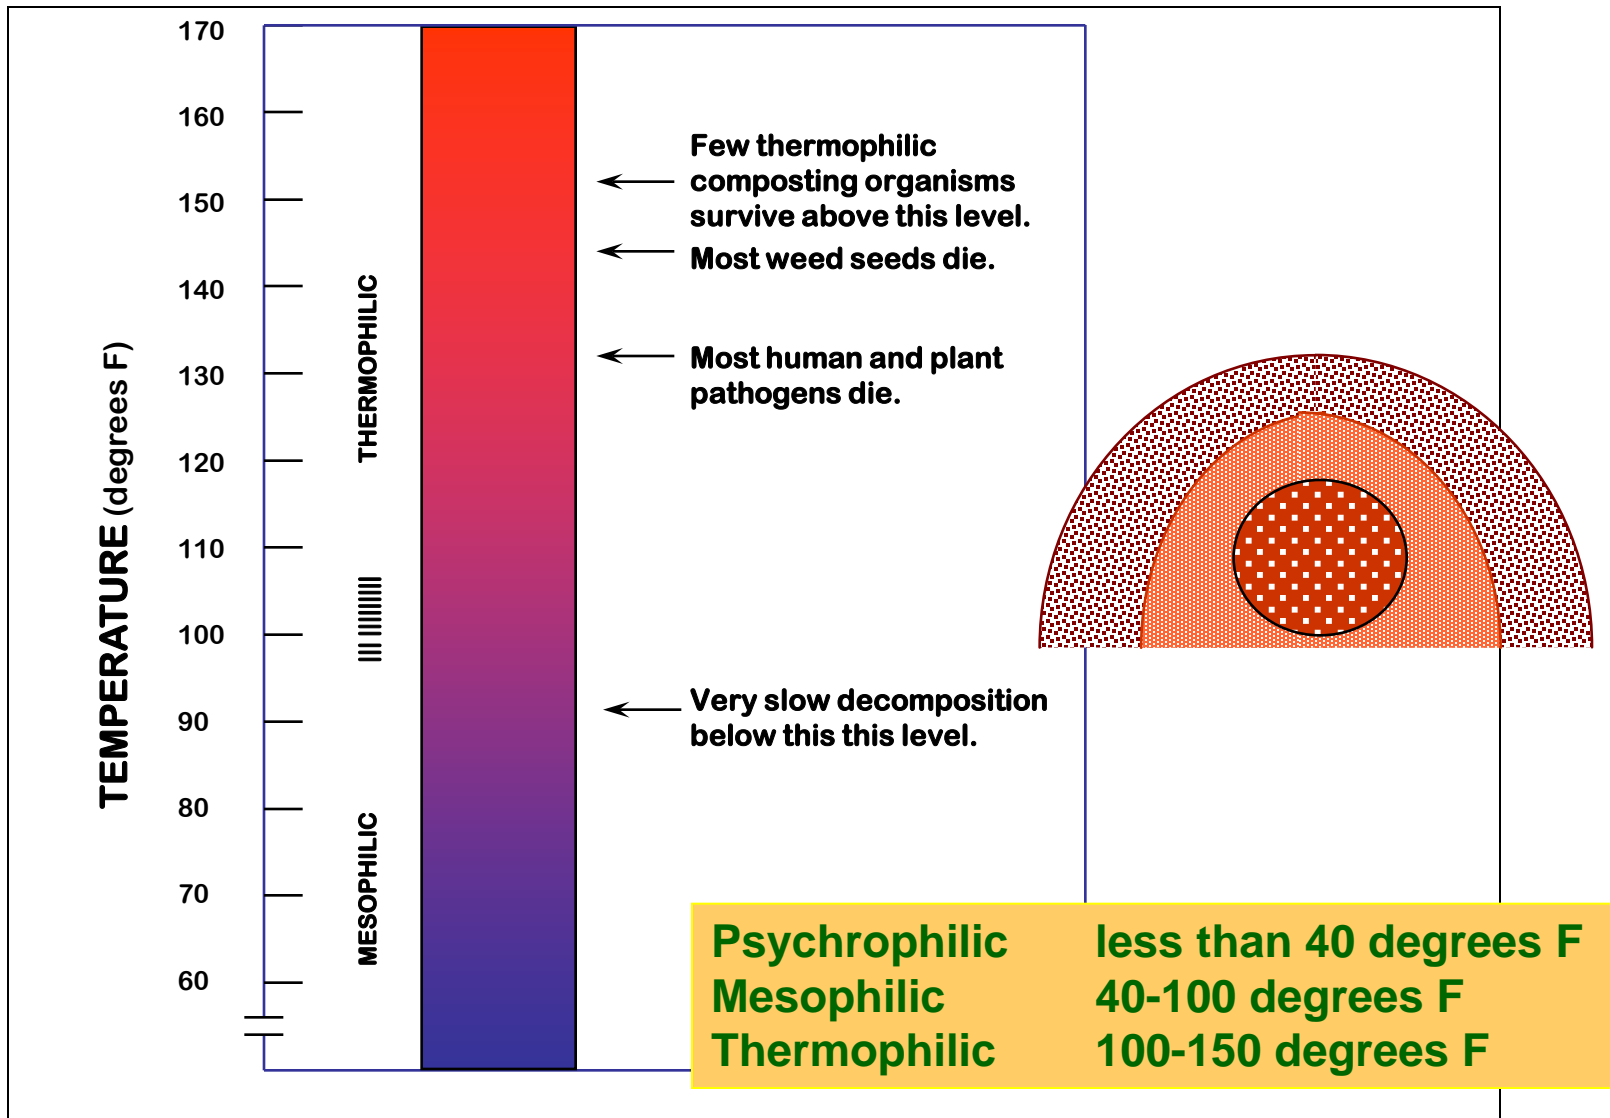 170
160
150
140
130
120
110
100
90
80
70
60
TEMPERATURE (degrees F)
THERMOPHILIC
MESOPHILIC
Few thermophilic
composting organisms
survive above this level.
Most weed seeds die.
Most human and plant
pathogens die.
Very slow decomposition
below this this level.
Psychrophilic less than 40 degrees F
Mesophilic 40-100 degrees F
Thermophilic 100-150 degrees F